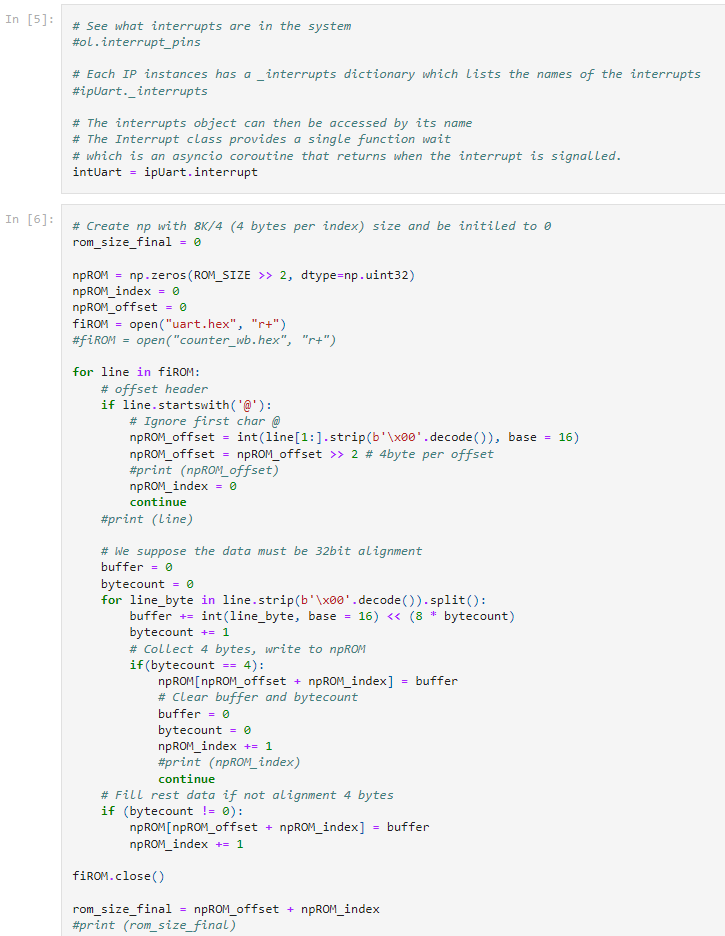 In [5]:
# See what interrupts are in the system
#ol.interrupt_pins

# Each IP instances has a _interrupts dictionary which lists the names of the interrupts
#ipUart._interrupts

# The interrupts object can then be accessed by its name
# The Interrupt class provides a single function wait
# which is an asyncio coroutine that returns when the interrupt is signalled.
intUart = ipUart.interrupt

In [6]:
# Create np with 8K/4 (4 bytes per index) size and be initiled to 0
rom_size_final = 0

npROM = np.zeros(ROM_SIZE >> 2, dtype=np.uint32)
npROM_index = 0
npROM_offset = 0
fiROM = open("uart.hex", "r+")
#fiROM = open("counter_wb.hex", "r+")

for line in fiROM:
    # offset header
    if line.startswith('@'):
        # Ignore first char @
        npROM_offset = int(line[1:].strip(b'\x00'.decode()), base = 16)
        npROM_offset = npROM_offset >> 2 # 4byte per offset
        #print (npROM_offset)
        npROM_index = 0
        continue
    #print (line)

    # We suppose the data must be 32bit alignment
    buffer = 0
    bytecount = 0
    for line_byte in line.strip(b'\x00'.decode()).split():
        buffer += int(line_byte, base = 16) << (8 * bytecount)
        bytecount += 1
        # Collect 4 bytes, write to npROM
        if(bytecount == 4):
            npROM[npROM_offset + npROM_index] = buffer
            # Clear buffer and bytecount
            buffer = 0
            bytecount = 0
            npROM_index += 1
            #print (npROM_index)
            continue
    # Fill rest data if not alignment 4 bytes
    if (bytecount != 0):
        npROM[npROM_offset + npROM_index] = buffer
        npROM_index += 1

fiROM.close()

rom_size_final = npROM_offset + npROM_index
#print (rom_size_final)